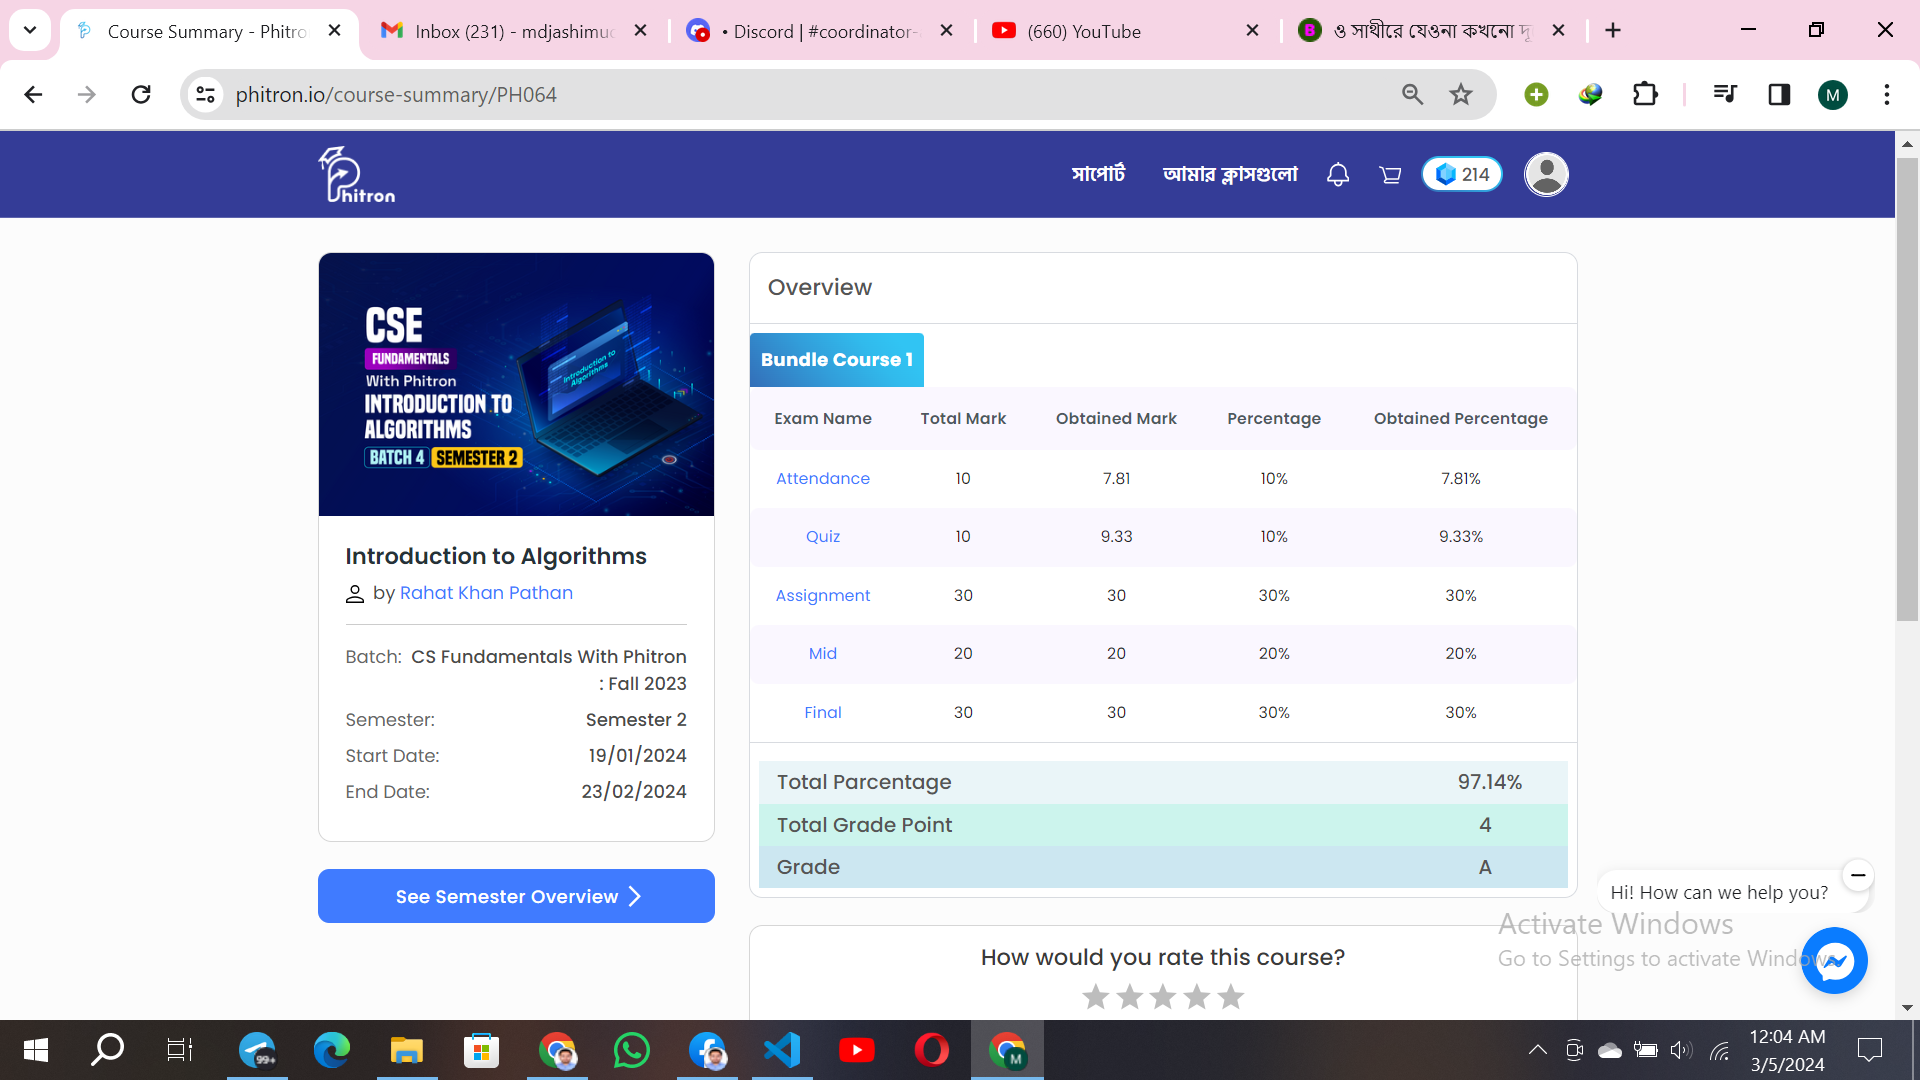 Course Summary - Phitro
Inbox (231) - mdjashimu
• Discord | #coordinator-
(660) YouTube
ও সাথীরে যেওনা কখনো দূ
phitron.io/course-summary/PH064
M
Phitron
সাপোর্ট
আমার ক্লাসগুলো
214
CSE
FUNDAMENTALS
With Phitron
INTRODUCTION TO
ALGORITHMS
BATCH 4 SEMESTER 2
Introduction to
Algorithms
Introduction to Algorithms
by Rahat Khan Pathan
Batch: CS Fundamentals With Phitron
: Fall 2023
Semester: Semester 2
Start Date: 19/01/2024
End Date: 23/02/2024
See Semester Overview
Overview
Bundle Course 1
Exam Name Total Mark Obtained Mark Percentage Obtained Percentage
Attendance 10 7.81 10% 7.81%
Quiz 10 9.33 10% 9.33%
Assignment 30 30 30% 30%
Mid 20 20 20% 20%
Final 30 30 30% 30%
Total Parcentage 97.14%
Total Grade Point 4
Grade A
How would you rate this course?
Hi! How can we help you?
Activate Windows
Go to Settings to activate Windows.
99+
M
12:04 AM
3/5/2024